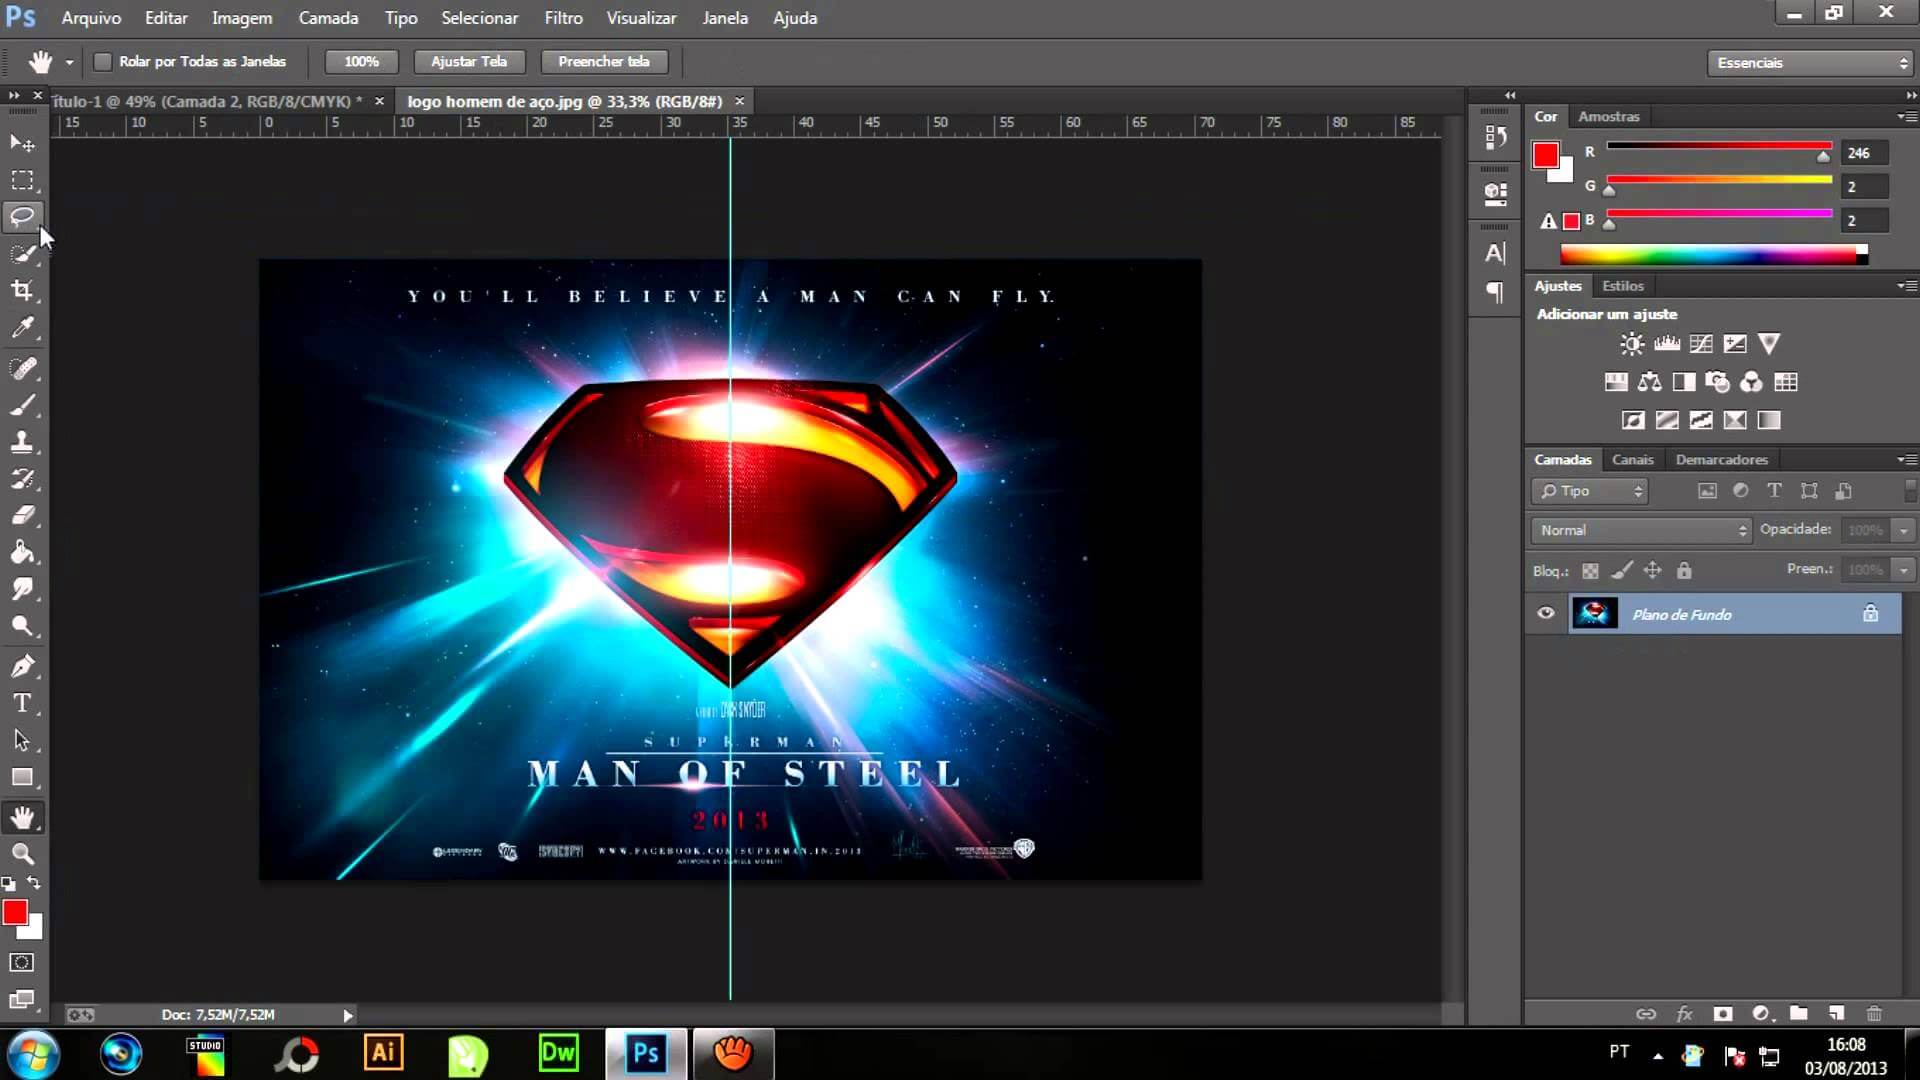 Ps Arquivo Editar Imagem Camada Tipo Selecionar Filtro Visualizar Janela Ajuda
Rolar por Todas as Janelas 100% Ajustar Tela Preencher tela Essenciais
ítulo-1 @ 49% (Camada 2, RGB/8/CMYK) * × logo homem de aço.jpg @ 33,3% (RGB/8#) ×
15 10 5 0 5 10 15 20 25 30 35 40 45 50 55 60 65 70 75 80 85
Cor Amostras
R 246
G 2
B 2
Ajustes Estilos
Adicionar um ajuste
Camadas Canais Demarcadores
Tipo
Normal Opacidade: 100%
Bloq.: Preen.: 100%
Plano de Fundo
YOU'LL BELIEVE A MAN CAN FLY.
SNYDER
SUPERMAN
MAN OF STEEL
2013
WWW.FACEBOOK.COM/SUPERMAN.IN.2013
Doc: 7,52M/7,52M
fx
STUDIO Ai Dw Ps
PT 16:08
03/08/2013